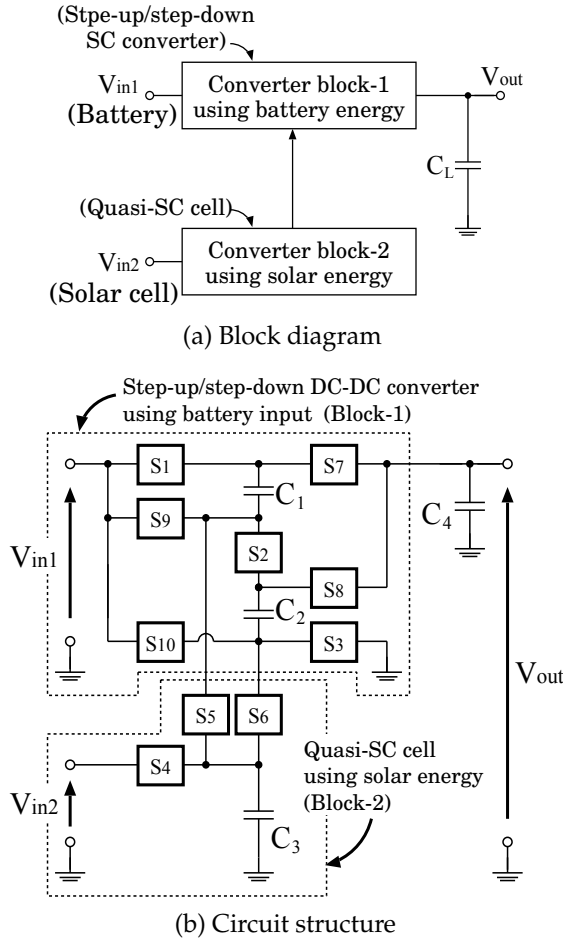 (Stpe-up/step-down
SC converter)
Vin1
(Battery)
Converter block-1
using battery energy
Vout
CL
(Quasi-SC cell)
Vin2
(Solar cell)
Converter block-2
using solar energy
(a) Block diagram
Step-up/step-down DC-DC converter
using battery input (Block-1)
S1
S7
C1
C4
S9
S2
Vin1
S8
C2
S10
S3
Vout
S5
S6
Quasi-SC cell
using solar energy
(Block-2)
S4
Vin2
C3
(b) Circuit structure